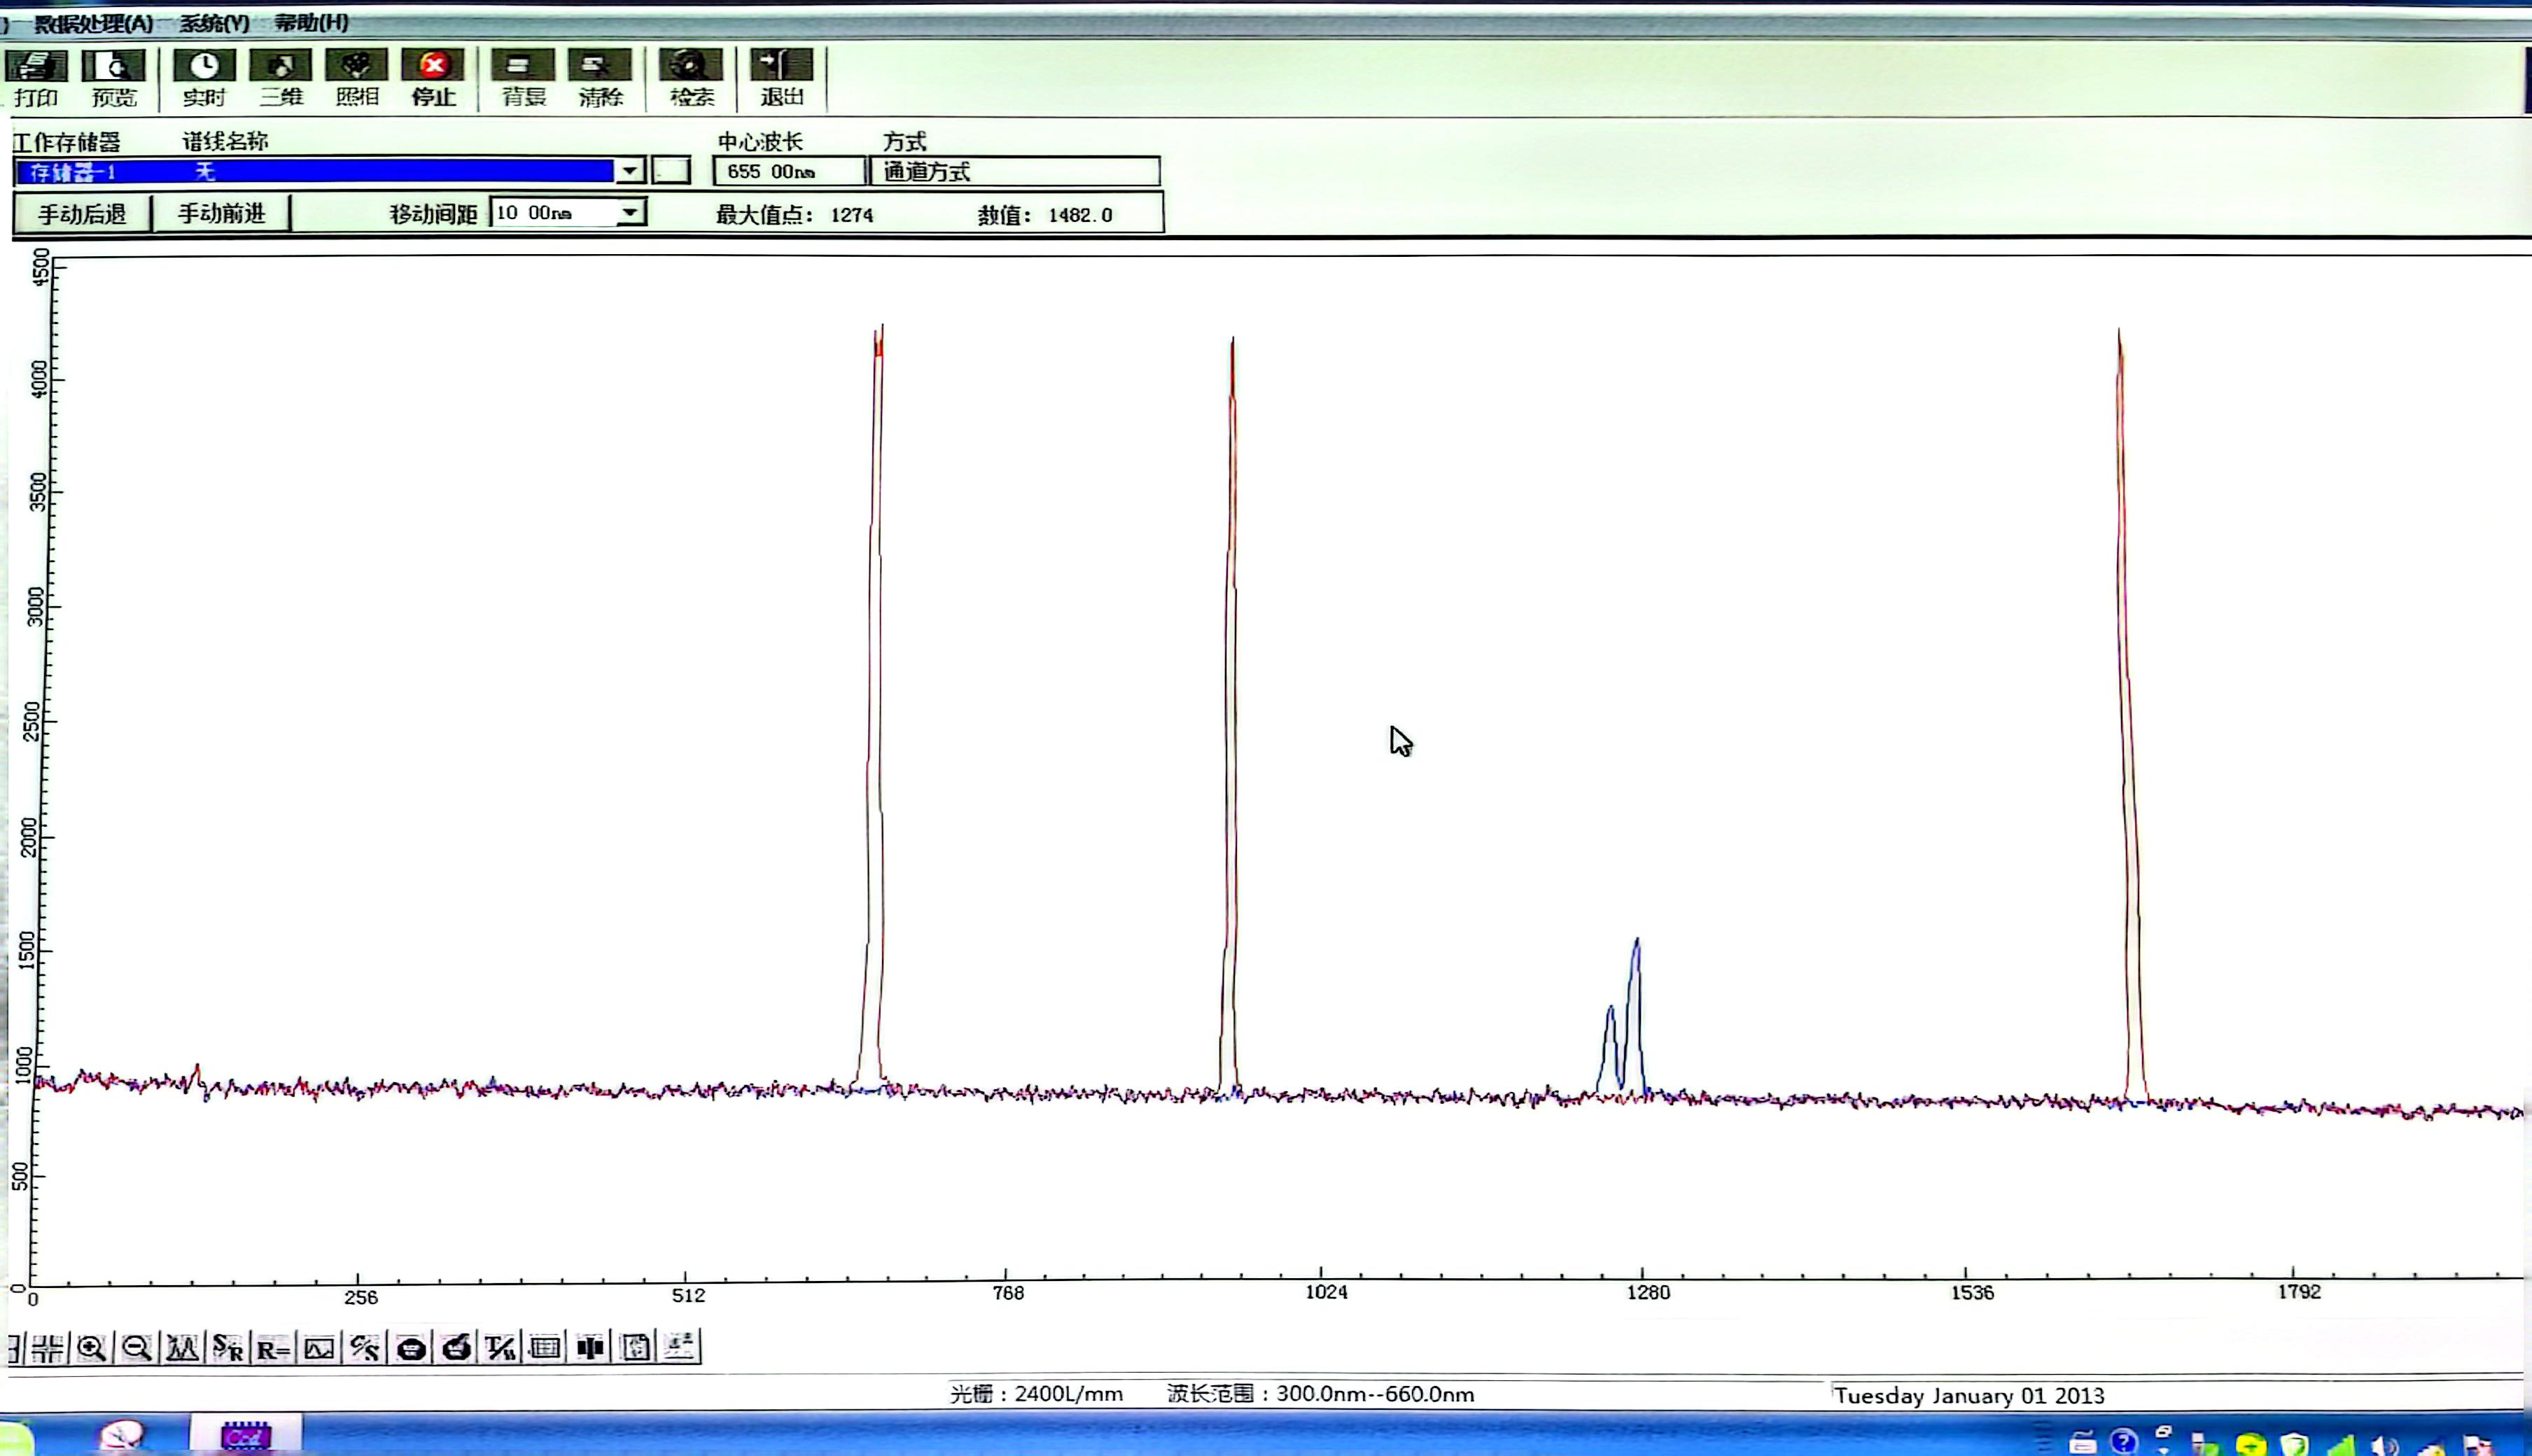 ) 数据处理(A) 系统(Y) 帮助(H)
打印 预览 实时 三维 照相 停止 背景 清除 检索 退出
工作存储器 谱线名称 中心波长 方式
存储器-1 无 655 00nm 通道方式
手动后退 手动前进 移动间距 10 00nm 最大值点: 1274 数值: 1482.0
4500
4000
3500
3000
2500
2000
1500
1000
500
0
0 256 512 768 1024 1280 1536 1792
S R R= T/λ
光栅：2400L/mm 波长范围：300.0nm--660.0nm Tuesday January 01 2013
Ccd